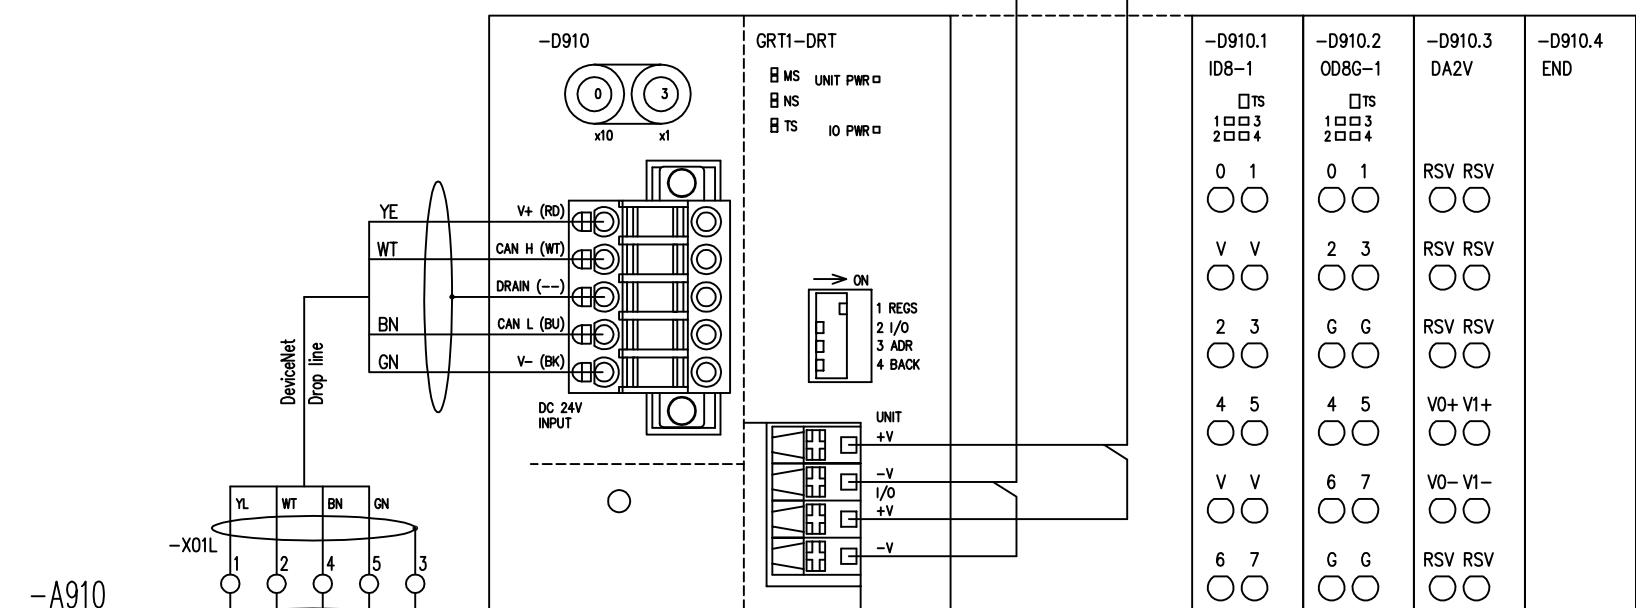 -D910
GRT1-DRT
-D910.1
-D910.2
-D910.3
-D910.4
ID8-1
OD8G-1
DA2V
END
0
3
x10
x1
MS
UNIT PWR
NS
TS
IO PWR
TS
1 3
2 4
TS
1 3
2 4
0 1
0 1
RSV RSV
V V
2 3
RSV RSV
2 3
G G
RSV RSV
4 5
4 5
V0+ V1+
V V
6 7
V0- V1-
6 7
G G
RSV RSV
YE
V+ (RD)
WT
CAN H (WT)
DRAIN (--)
BN
CAN L (BU)
GN
V- (BK)
DC 24V
INPUT
ON
1 REGS
2 I/O
3 ADR
4 BACK
UNIT
+V
-V
I/O
+V
-V
DeviceNet
Drop line
YL
WT
BN
GN
-X01L
1
2
4
5
3
-A910